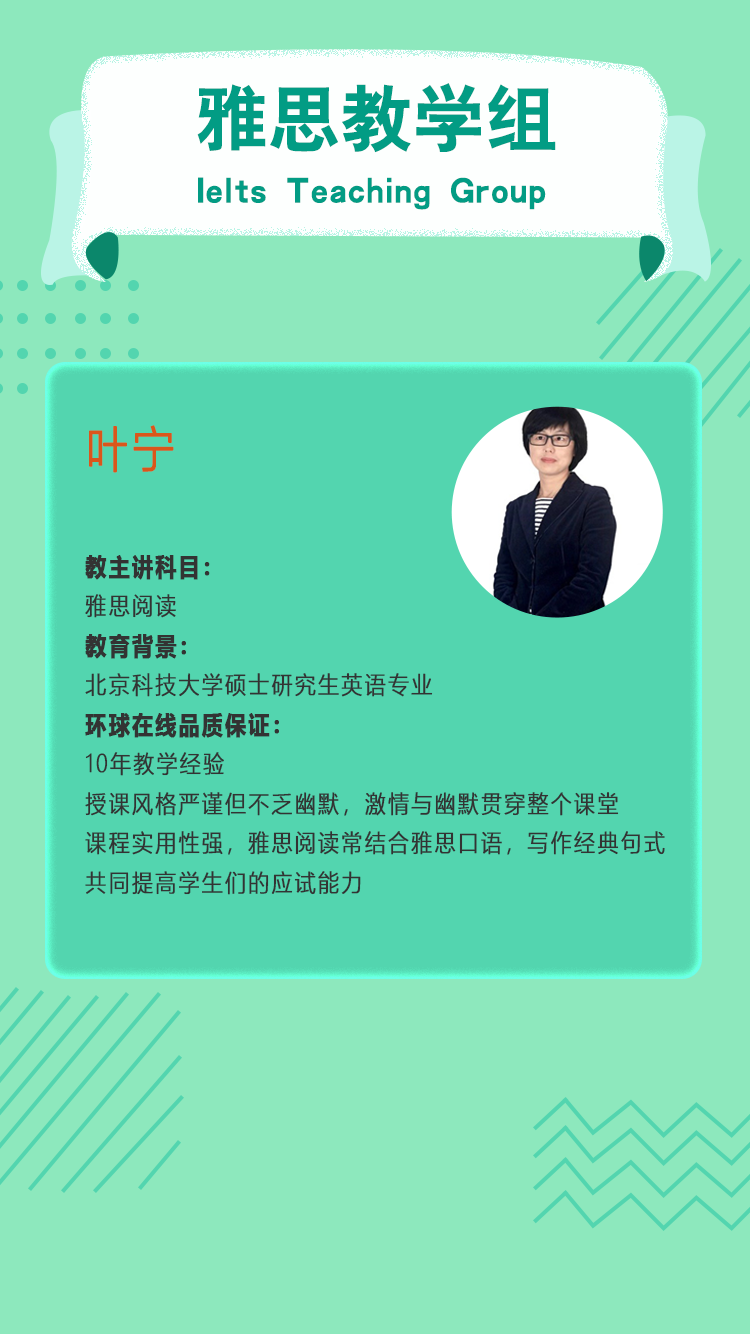 雅思教学组
Ielts Teaching Group
叶宁
教主讲科目：
雅思阅读
教育背景：
北京科技大学硕士研究生英语专业
环球在线品质保证：
10年教学经验
授课风格严谨但不乏幽默，激情与幽默贯穿整个课堂
课程实用性强，雅思阅读常结合雅思口语，写作经典句式
共同提高学生们的应试能力